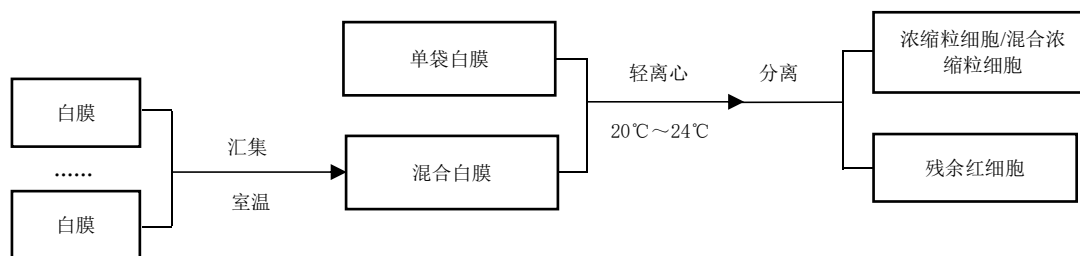 白膜
......
白膜
汇集
室温
单袋白膜
混合白膜
轻离心
20℃～24℃
分离
浓缩粒细胞/混合浓
缩粒细胞
残余红细胞